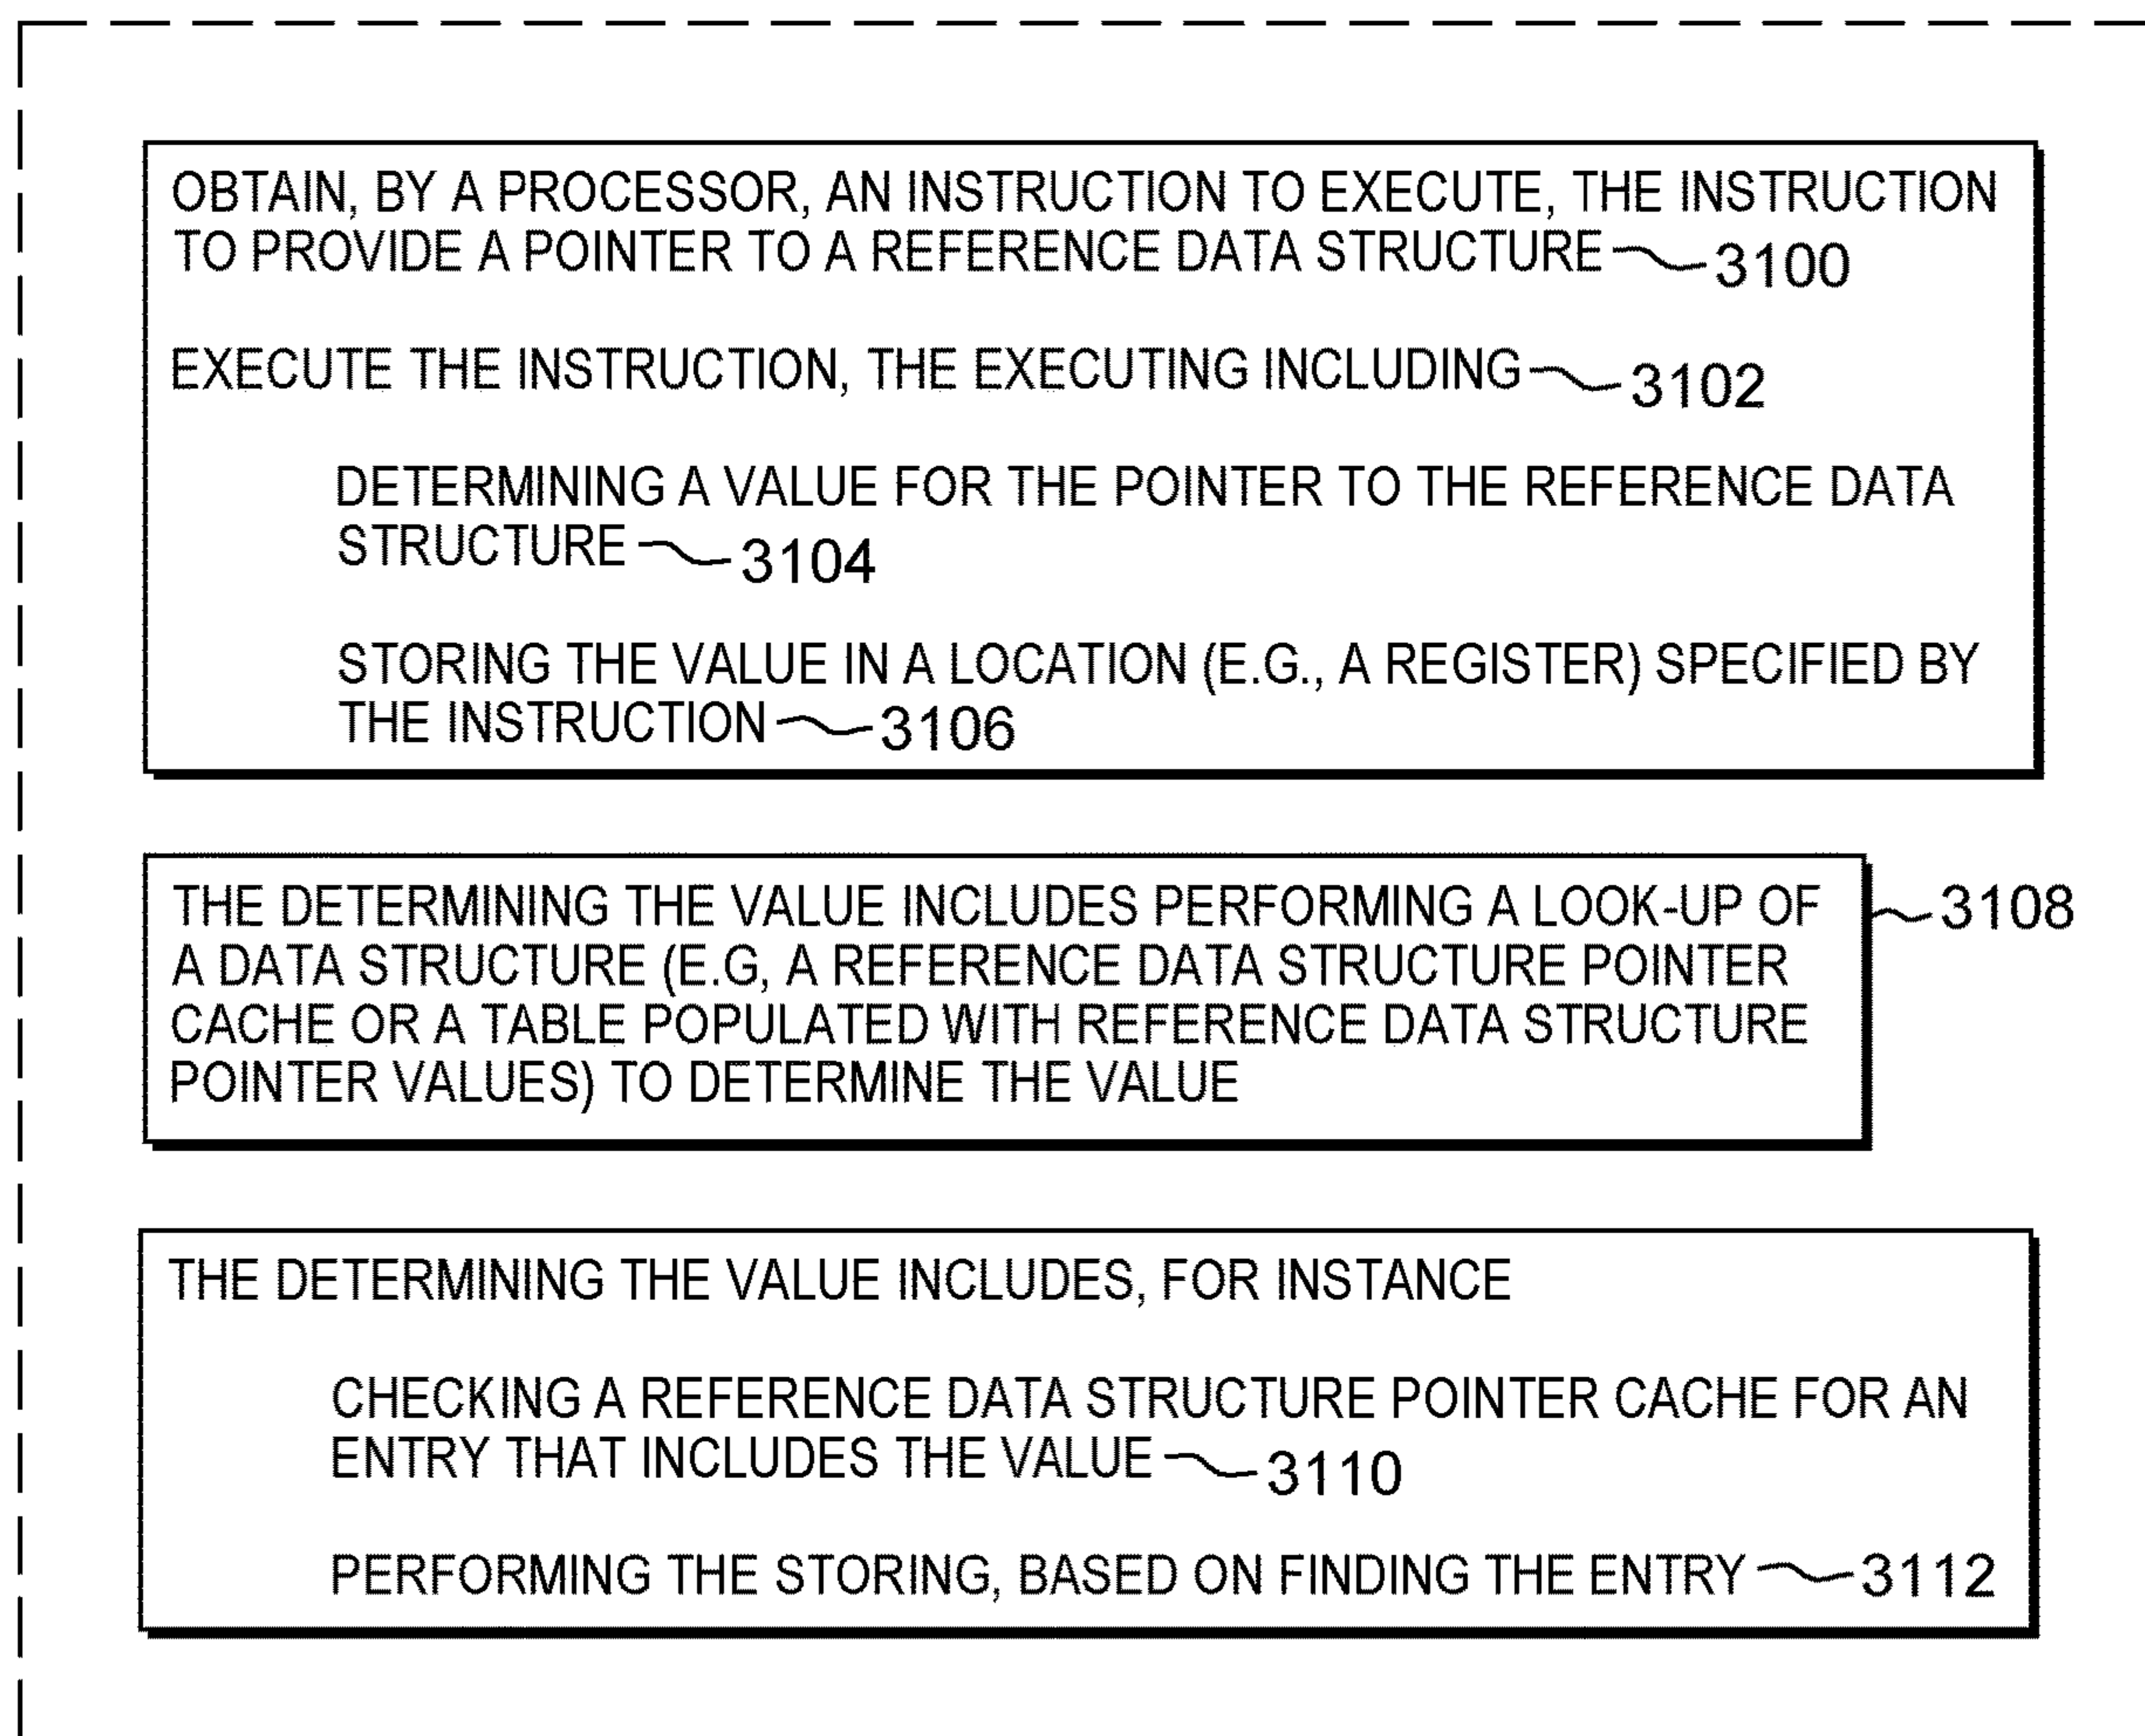 OBTAIN, BY A PROCESSOR, AN INSTRUCTION TO EXECUTE, THE INSTRUCTION
TO PROVIDE A POINTER TO A REFERENCE DATA STRUCTURE 3100
EXECUTE THE INSTRUCTION, THE EXECUTING INCLUDING 3102
DETERMINING A VALUE FOR THE POINTER TO THE REFERENCE DATA
STRUCTURE 3104
STORING THE VALUE IN A LOCATION (E.G., A REGISTER) SPECIFIED BY
THE INSTRUCTION 3106
THE DETERMINING THE VALUE INCLUDES PERFORMING A LOOK-UP OF 3108
A DATA STRUCTURE (E.G, A REFERENCE DATA STRUCTURE POINTER
CACHE OR A TABLE POPULATED WITH REFERENCE DATA STRUCTURE
POINTER VALUES) TO DETERMINE THE VALUE
THE DETERMINING THE VALUE INCLUDES, FOR INSTANCE
CHECKING A REFERENCE DATA STRUCTURE POINTER CACHE FOR AN
ENTRY THAT INCLUDES THE VALUE 3110
PERFORMING THE STORING, BASED ON FINDING THE ENTRY 3112